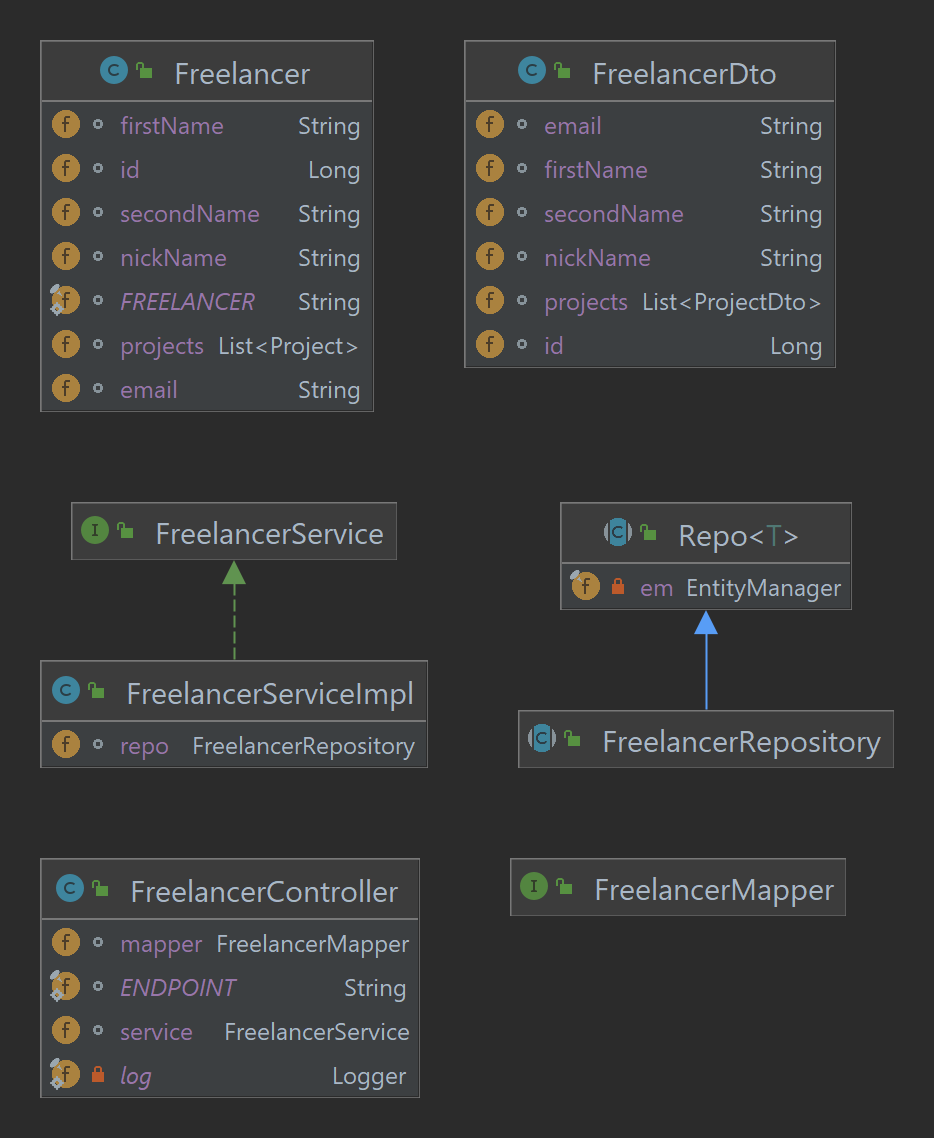 Freelancer
firstName String
id Long
secondName String
nickName String
FREELANCER String
projects List<Project>
email String
FreelancerDto
email String
firstName String
secondName String
nickName String
projects List<ProjectDto>
id Long
FreelancerService
Repo<T>
em EntityManager
FreelancerServiceImpl
repo FreelancerRepository
FreelancerRepository
FreelancerController
mapper FreelancerMapper
ENDPOINT String
service FreelancerService
log Logger
FreelancerMapper